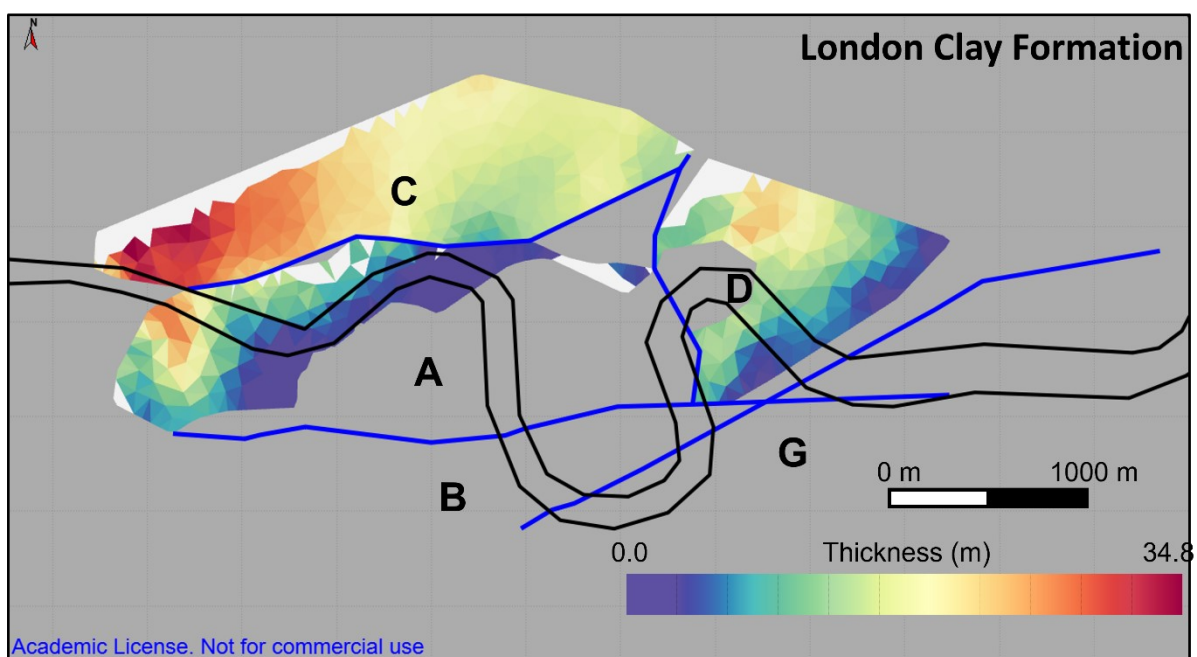 N
London Clay Formation
C
D
A
G
B
0 m 1000 m
0.0 Thickness (m) 34.8
Academic License. Not for commercial use